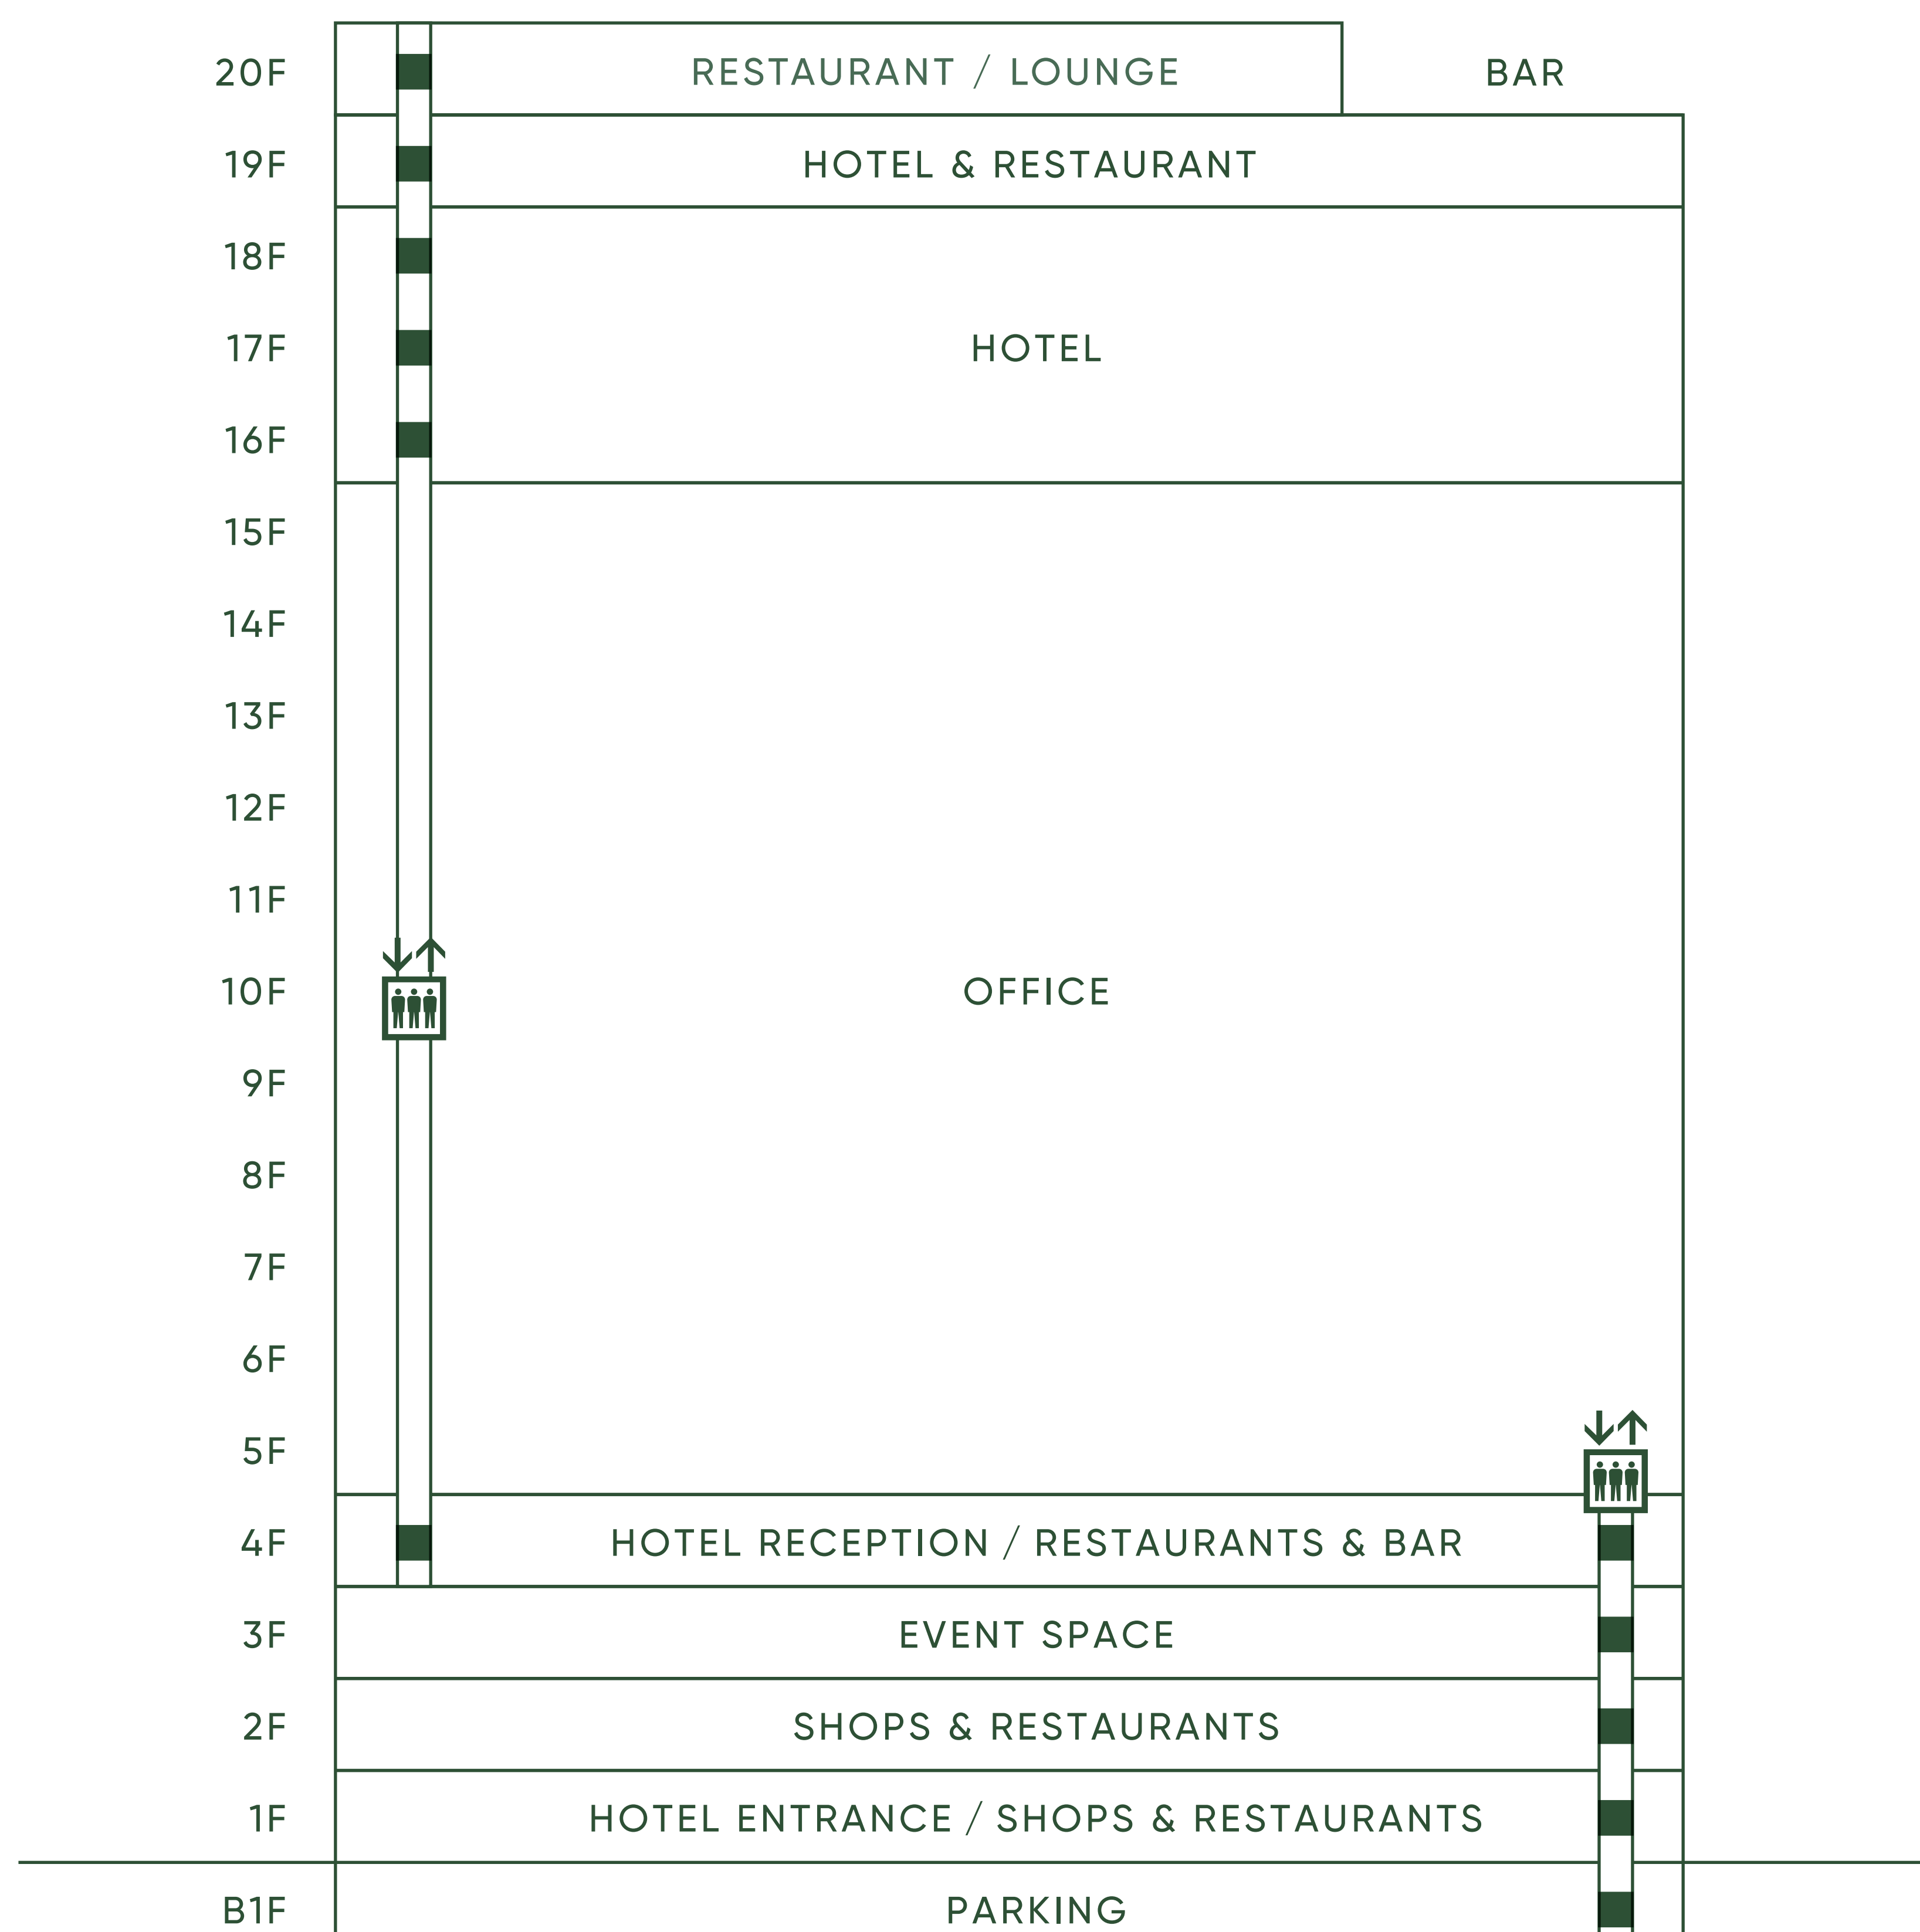 20F RESTAURANT / LOUNGE BAR
19F HOTEL & RESTAURANT
18F
17F HOTEL
16F
15F
14F
13F
12F
11F
10F OFFICE
9F
8F
7F
6F
5F
4F HOTEL RECEPTION / RESTAURANTS & BAR
3F EVENT SPACE
2F SHOPS & RESTAURANTS
1F HOTEL ENTRANCE / SHOPS & RESTAURANTS
B1F PARKING